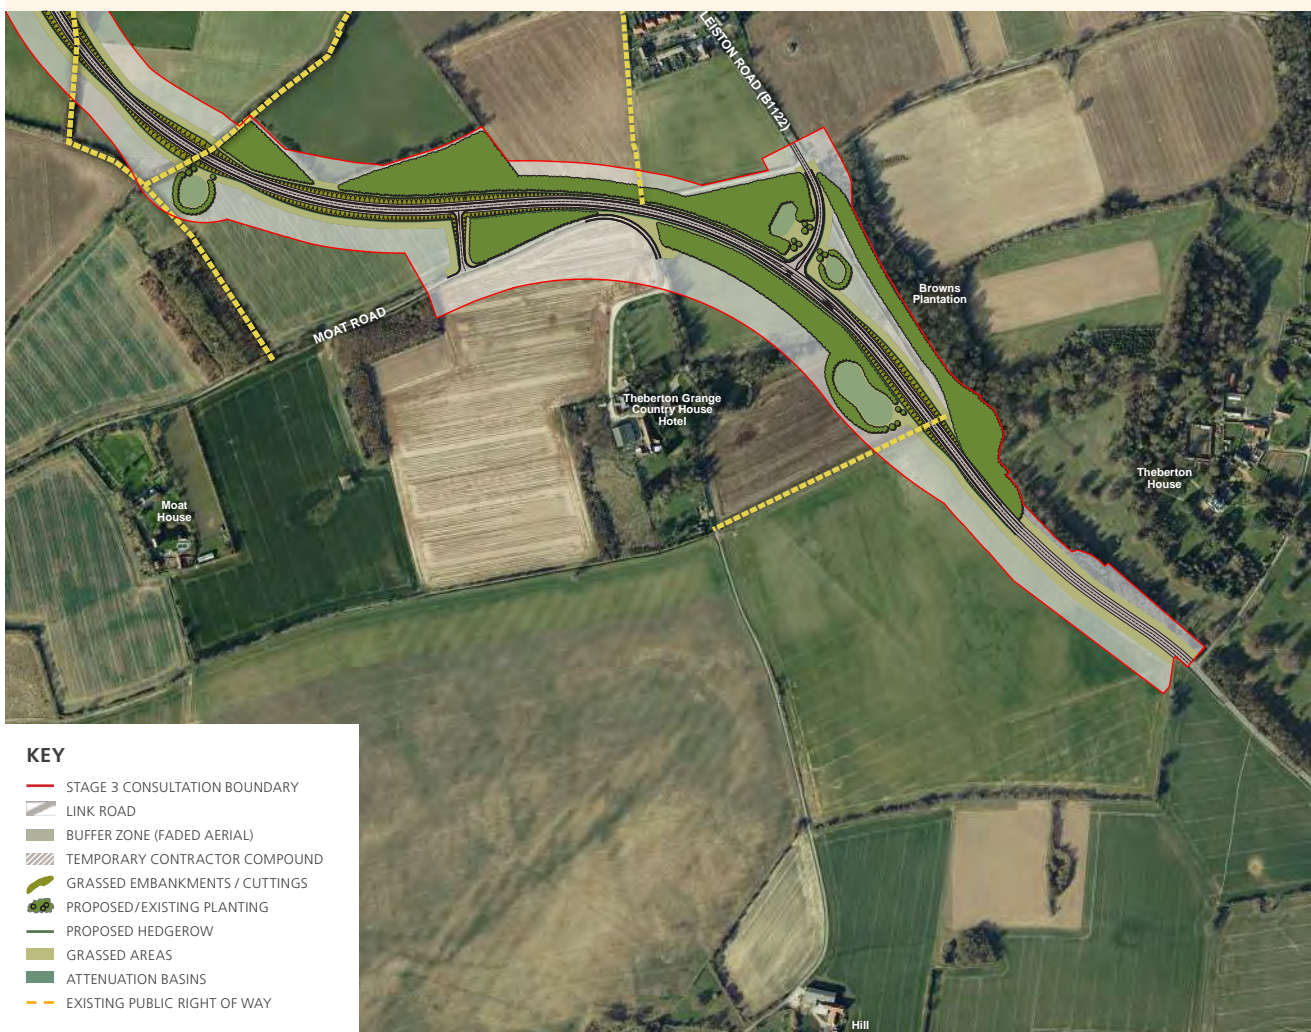 LEISTON ROAD (B1122)
Browns
Plantation
MOAT ROAD
Theberton Grange
Country House
Hotel
Theberton
House
Moat
House
KEY
STAGE 3 CONSULTATION BOUNDARY
LINK ROAD
BUFFER ZONE (FADED AERIAL)
TEMPORARY CONTRACTOR COMPOUND
GRASSED EMBANKMENTS / CUTTINGS
PROPOSED/EXISTING PLANTING
PROPOSED HEDGEROW
GRASSED AREAS
ATTENUATION BASINS
EXISTING PUBLIC RIGHT OF WAY
Hill